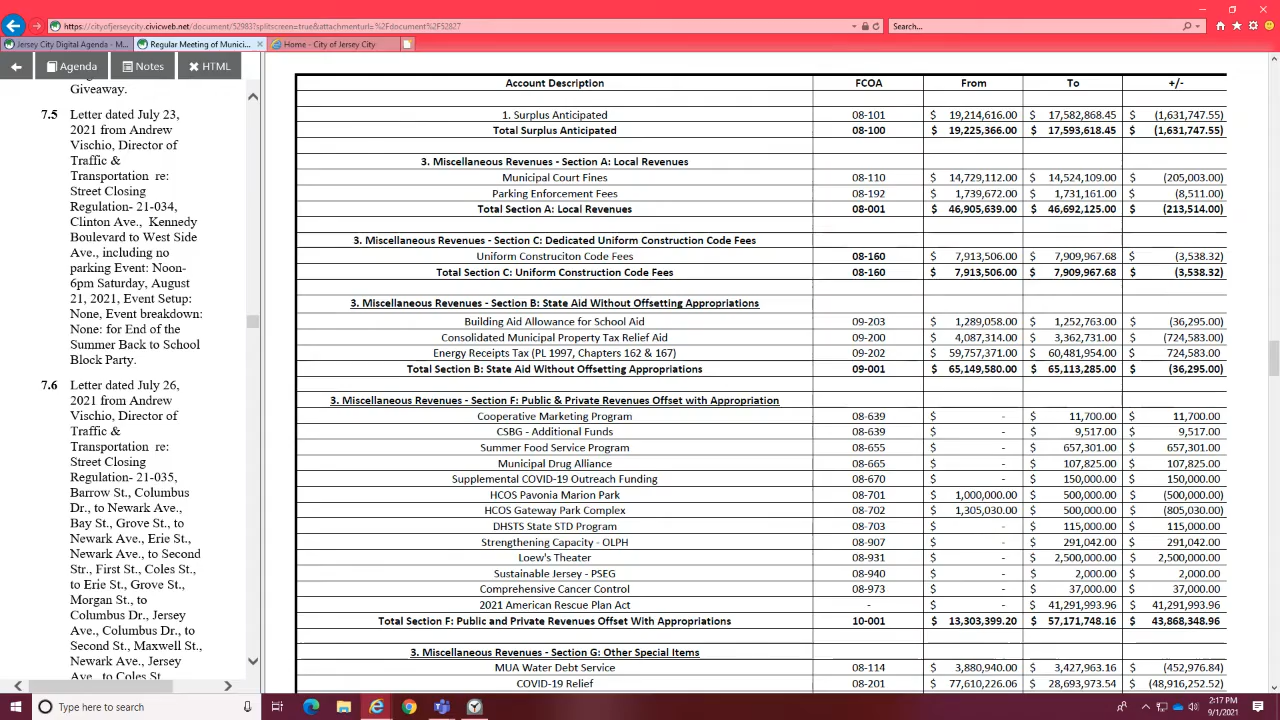 https://cityofjerseycity.civicweb.net/document/52983?splitscreen=true&attachmenturl=%2Fdocument%2F52827
Search...
Jersey City Digital Agenda - M...
Regular Meeting of Munici...
Home - City of Jersey City
Agenda
Notes
HTML
Giveaway.
7.5 Letter dated July 23,
2021 from Andrew
Vischio, Director of
Traffic &
Transportation re:
Street Closing
Regulation- 21-034,
Clinton Ave., Kennedy
Boulevard to West Side
Ave., including no
parking Event: Noon-
6pm Saturday, August
21, 2021, Event Setup:
None, Event breakdown:
None: for End of the
Summer Back to School
Block Party.
7.6 Letter dated July 26,
2021 from Andrew
Vischio, Director of
Traffic &
Transportation re:
Street Closing
Regulation- 21-035,
Barrow St., Columbus
Dr., to Newark Ave.,
Bay St., Grove St., to
Newark Ave., Erie St.,
Newark Ave., to Second
Str., First St., Coles St.,
to Erie St., Grove St.,
Morgan St., to
Columbus Dr., Jersey
Ave., Columbus Dr., to
Second St., Maxwell St.,
Newark Ave., Jersey
Ave., to Coles St.
Account Description FCOA From To +/-
1. Surplus Anticipated 08-101 $ 19,214,616.00 $ 17,582,868.45 $ (1,631,747.55)
Total Surplus Anticipated 08-100 $ 19,225,366.00 $ 17,593,618.45 $ (1,631,747.55)
3. Miscellaneous Revenues - Section A: Local Revenues
Municipal Court Fines 08-110 $ 14,729,112.00 $ 14,524,109.00 $ (205,003.00)
Parking Enforcement Fees 08-192 $ 1,739,672.00 $ 1,731,161.00 $ (8,511.00)
Total Section A: Local Revenues 08-001 $ 46,905,639.00 $ 46,692,125.00 $ (213,514.00)
3. Miscellaneous Revenues - Section C: Dedicated Uniform Construction Code Fees
Uniform Construciton Code Fees 08-160 $ 7,913,506.00 $ 7,909,967.68 $ (3,538.32)
Total Section C: Uniform Construction Code Fees 08-160 $ 7,913,506.00 $ 7,909,967.68 $ (3,538.32)
3. Miscellaneous Revenues - Section B: State Aid Without Offsetting Appropriations
Building Aid Allowance for School Aid 09-203 $ 1,289,058.00 $ 1,252,763.00 $ (36,295.00)
Consolidated Municipal Property Tax Relief Aid 09-200 $ 4,087,314.00 $ 3,362,731.00 $ (724,583.00)
Energy Receipts Tax (PL 1997, Chapters 162 & 167) 09-202 $ 59,757,371.00 $ 60,481,954.00 $ 724,583.00
Total Section B: State Aid Without Offsetting Appropriations 09-001 $ 65,149,580.00 $ 65,113,285.00 $ (36,295.00)
3. Miscellaneous Revenues - Section F: Public & Private Revenues Offset with Appropriation
Cooperative Marketing Program 08-639 $ - $ 11,700.00 $ 11,700.00
CSBG - Additional Funds 08-639 $ - $ 9,517.00 $ 9,517.00
Summer Food Service Program 08-655 $ - $ 657,301.00 $ 657,301.00
Municipal Drug Alliance 08-665 $ - $ 107,825.00 $ 107,825.00
Supplemental COVID-19 Outreach Funding 08-670 $ - $ 150,000.00 $ 150,000.00
HCOS Pavonia Marion Park 08-701 $ 1,000,000.00 $ 500,000.00 $ (500,000.00)
HCOS Gateway Park Complex 08-702 $ 1,305,030.00 $ 500,000.00 $ (805,030.00)
DHSTS State STD Program 08-703 $ - $ 115,000.00 $ 115,000.00
Strengthening Capacity - OLPH 08-907 $ - $ 291,042.00 $ 291,042.00
Loew's Theater 08-931 $ - $ 2,500,000.00 $ 2,500,000.00
Sustainable Jersey - PSEG 08-940 $ - $ 2,000.00 $ 2,000.00
Comprehensive Cancer Control 08-973 $ - $ 37,000.00 $ 37,000.00
2021 American Rescue Plan Act - $ - $ 41,291,993.96 $ 41,291,993.96
Total Section F: Public and Private Revenues Offset With Appropriations 10-001 $ 13,303,399.20 $ 57,171,748.16 $ 43,868,348.96
3. Miscellaneous Revenues - Section G: Other Special Items
MUA Water Debt Service 08-114 $ 3,880,940.00 $ 3,427,963.16 $ (452,976.84)
COVID-19 Relief 08-201 $ 77,610,226.06 $ 28,693,973.54 $ (48,916,252.52)
Type here to search
2:17 PM
9/1/2021